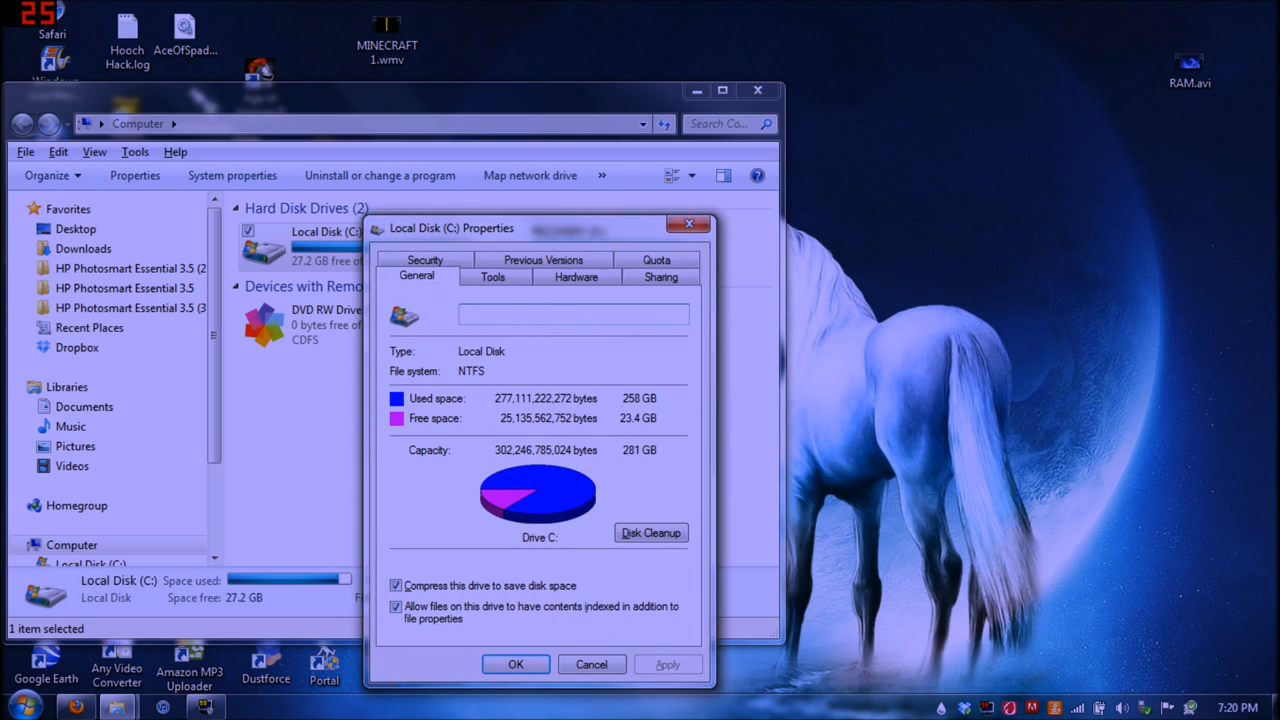 25
Safari
Hooch
Hack.log
AceOfSpad...
MINECRAFT
1.wmv
RAM.avi
Computer
Search Co...
File Edit View Tools Help
Organize Properties System properties Uninstall or change a program Map network drive »
Favorites
Desktop
Downloads
HP Photosmart Essential 3.5 (2
HP Photosmart Essential 3.5
HP Photosmart Essential 3.5 (3
Recent Places
Dropbox
Libraries
Documents
Music
Pictures
Videos
Homegroup
Computer
Local Disk (C:)
Hard Disk Drives (2)
Local Disk (C:)
27.2 GB free of
Devices with Remo
DVD RW Drive
0 bytes free of
CDFS
Local Disk (C:) Properties
Security Previous Versions Quota
General Tools Hardware Sharing
Type: Local Disk
File system: NTFS
Used space: 277,111,222,272 bytes 258 GB
Free space: 25,135,562,752 bytes 23.4 GB
Capacity: 302,246,785,024 bytes 281 GB
Drive C:
Disk Cleanup
Compress this drive to save disk space
Allow files on this drive to have contents indexed in addition to
file properties
OK Cancel Apply
Local Disk (C:) Space used:
Local Disk Space free: 27.2 GB
1 item selected
Google Earth
Any Video
Converter
Amazon MP3
Uploader
Dustforce
Portal
7:20 PM